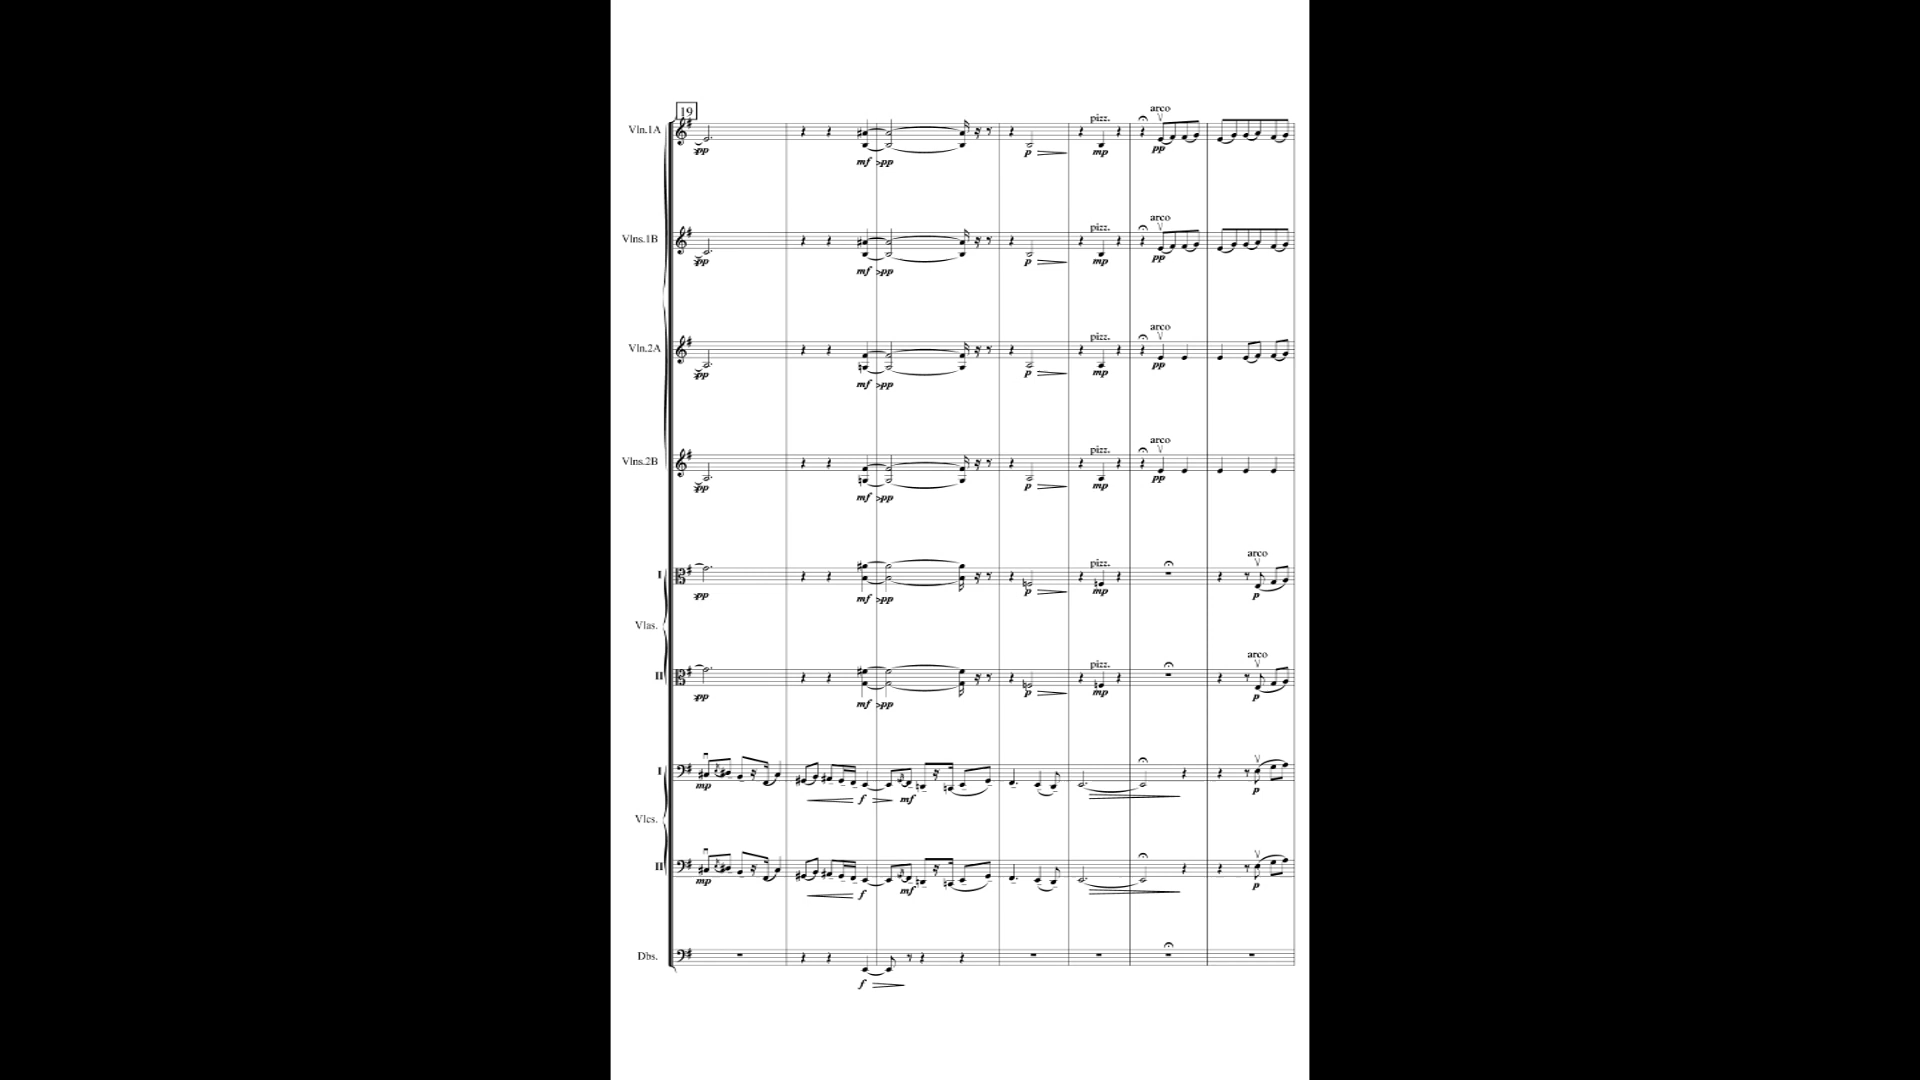 19
Vln.1A
pp
mf >pp
p
pizz.
mp
arco
pp
Vlns.1B
pp
mf >pp
p
pizz.
mp
arco
pp
Vln.2A
pp
mf >pp
p
pizz.
mp
arco
pp
Vlns.2B
pp
mf >pp
p
pizz.
mp
arco
pp
Vlas.
I
pp
mf >pp
p
pizz.
mp
arco
p
II
pp
mf >pp
p
pizz.
mp
arco
p
Vlcs.
I
mp
f
mf
p
II
mp
f
mf
p
Dbs.
f